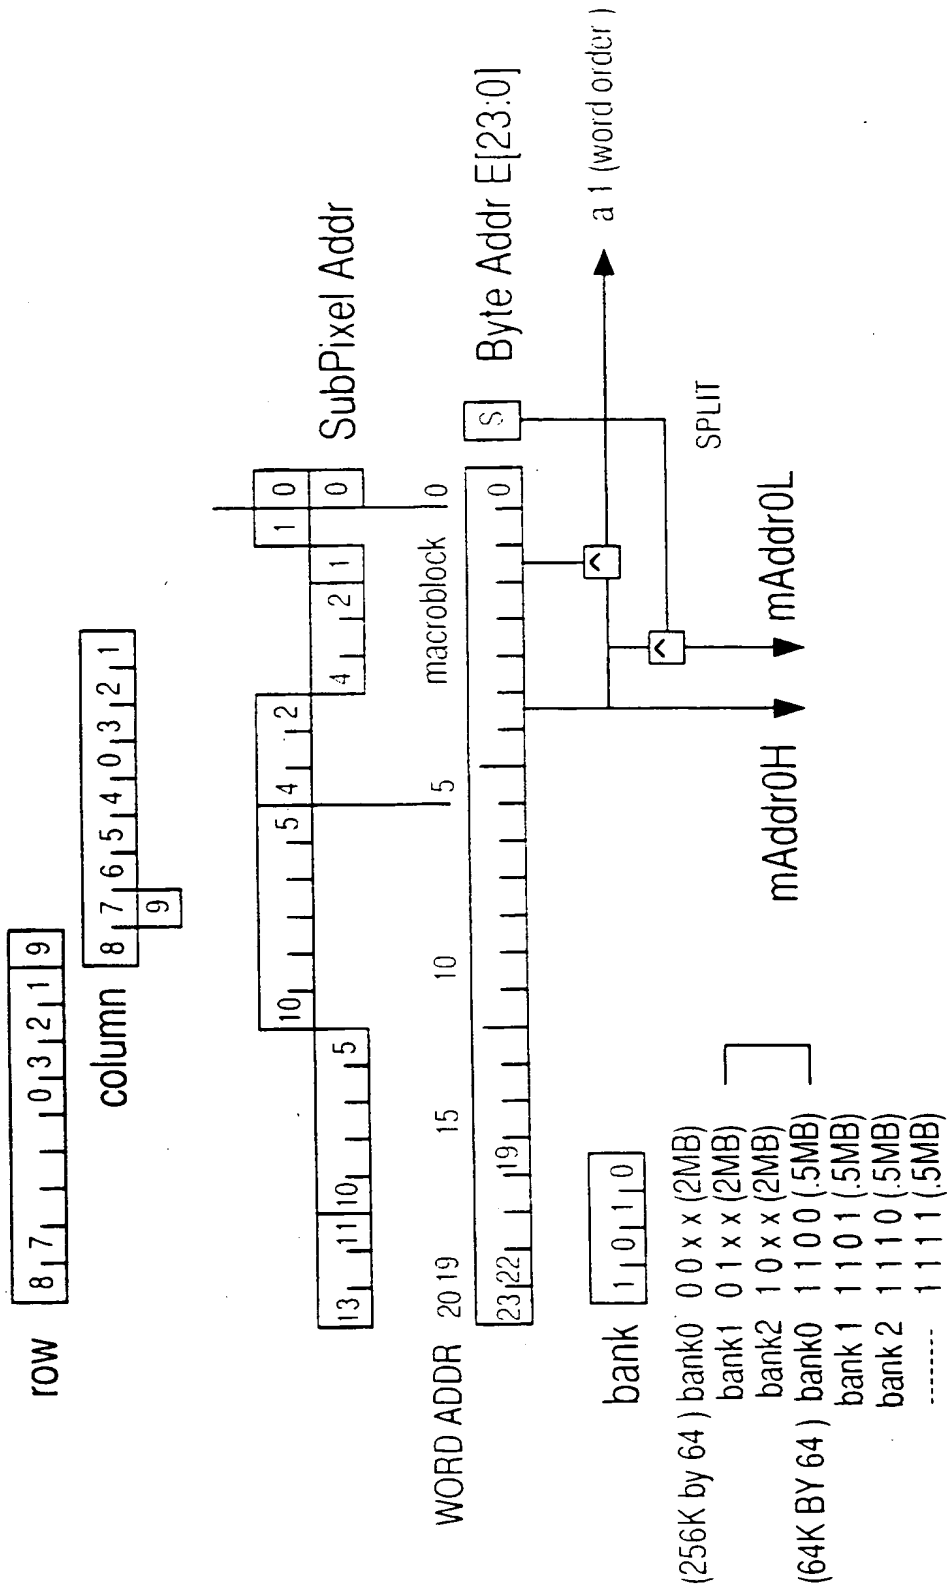 row 8 7 0 3 2 1 9
column 8 7 6 5 4 0 3 2 1
9
10 5 4 2 1 0
13 11 10 5 4 2 1 0
SubPixel Addr
WORD ADDR 20 19 15 10 5 macroblock 0
23 22 19 0 S Byte Addr E[23:0]
^ a 1 (word order)
^ SPLIT
mAddr0H mAddr0L
bank 1 0 1 0
(256K by 64) bank0 0 0 x x (2MB)
bank1 0 1 x x (2MB)
bank2 1 0 x x (2MB)
(64K BY 64) bank0 1 1 0 0 (.5MB)
bank 1 1 1 0 1 (.5MB)
bank 2 1 1 1 0 (.5MB)
-------- 1 1 1 1 (.5MB)